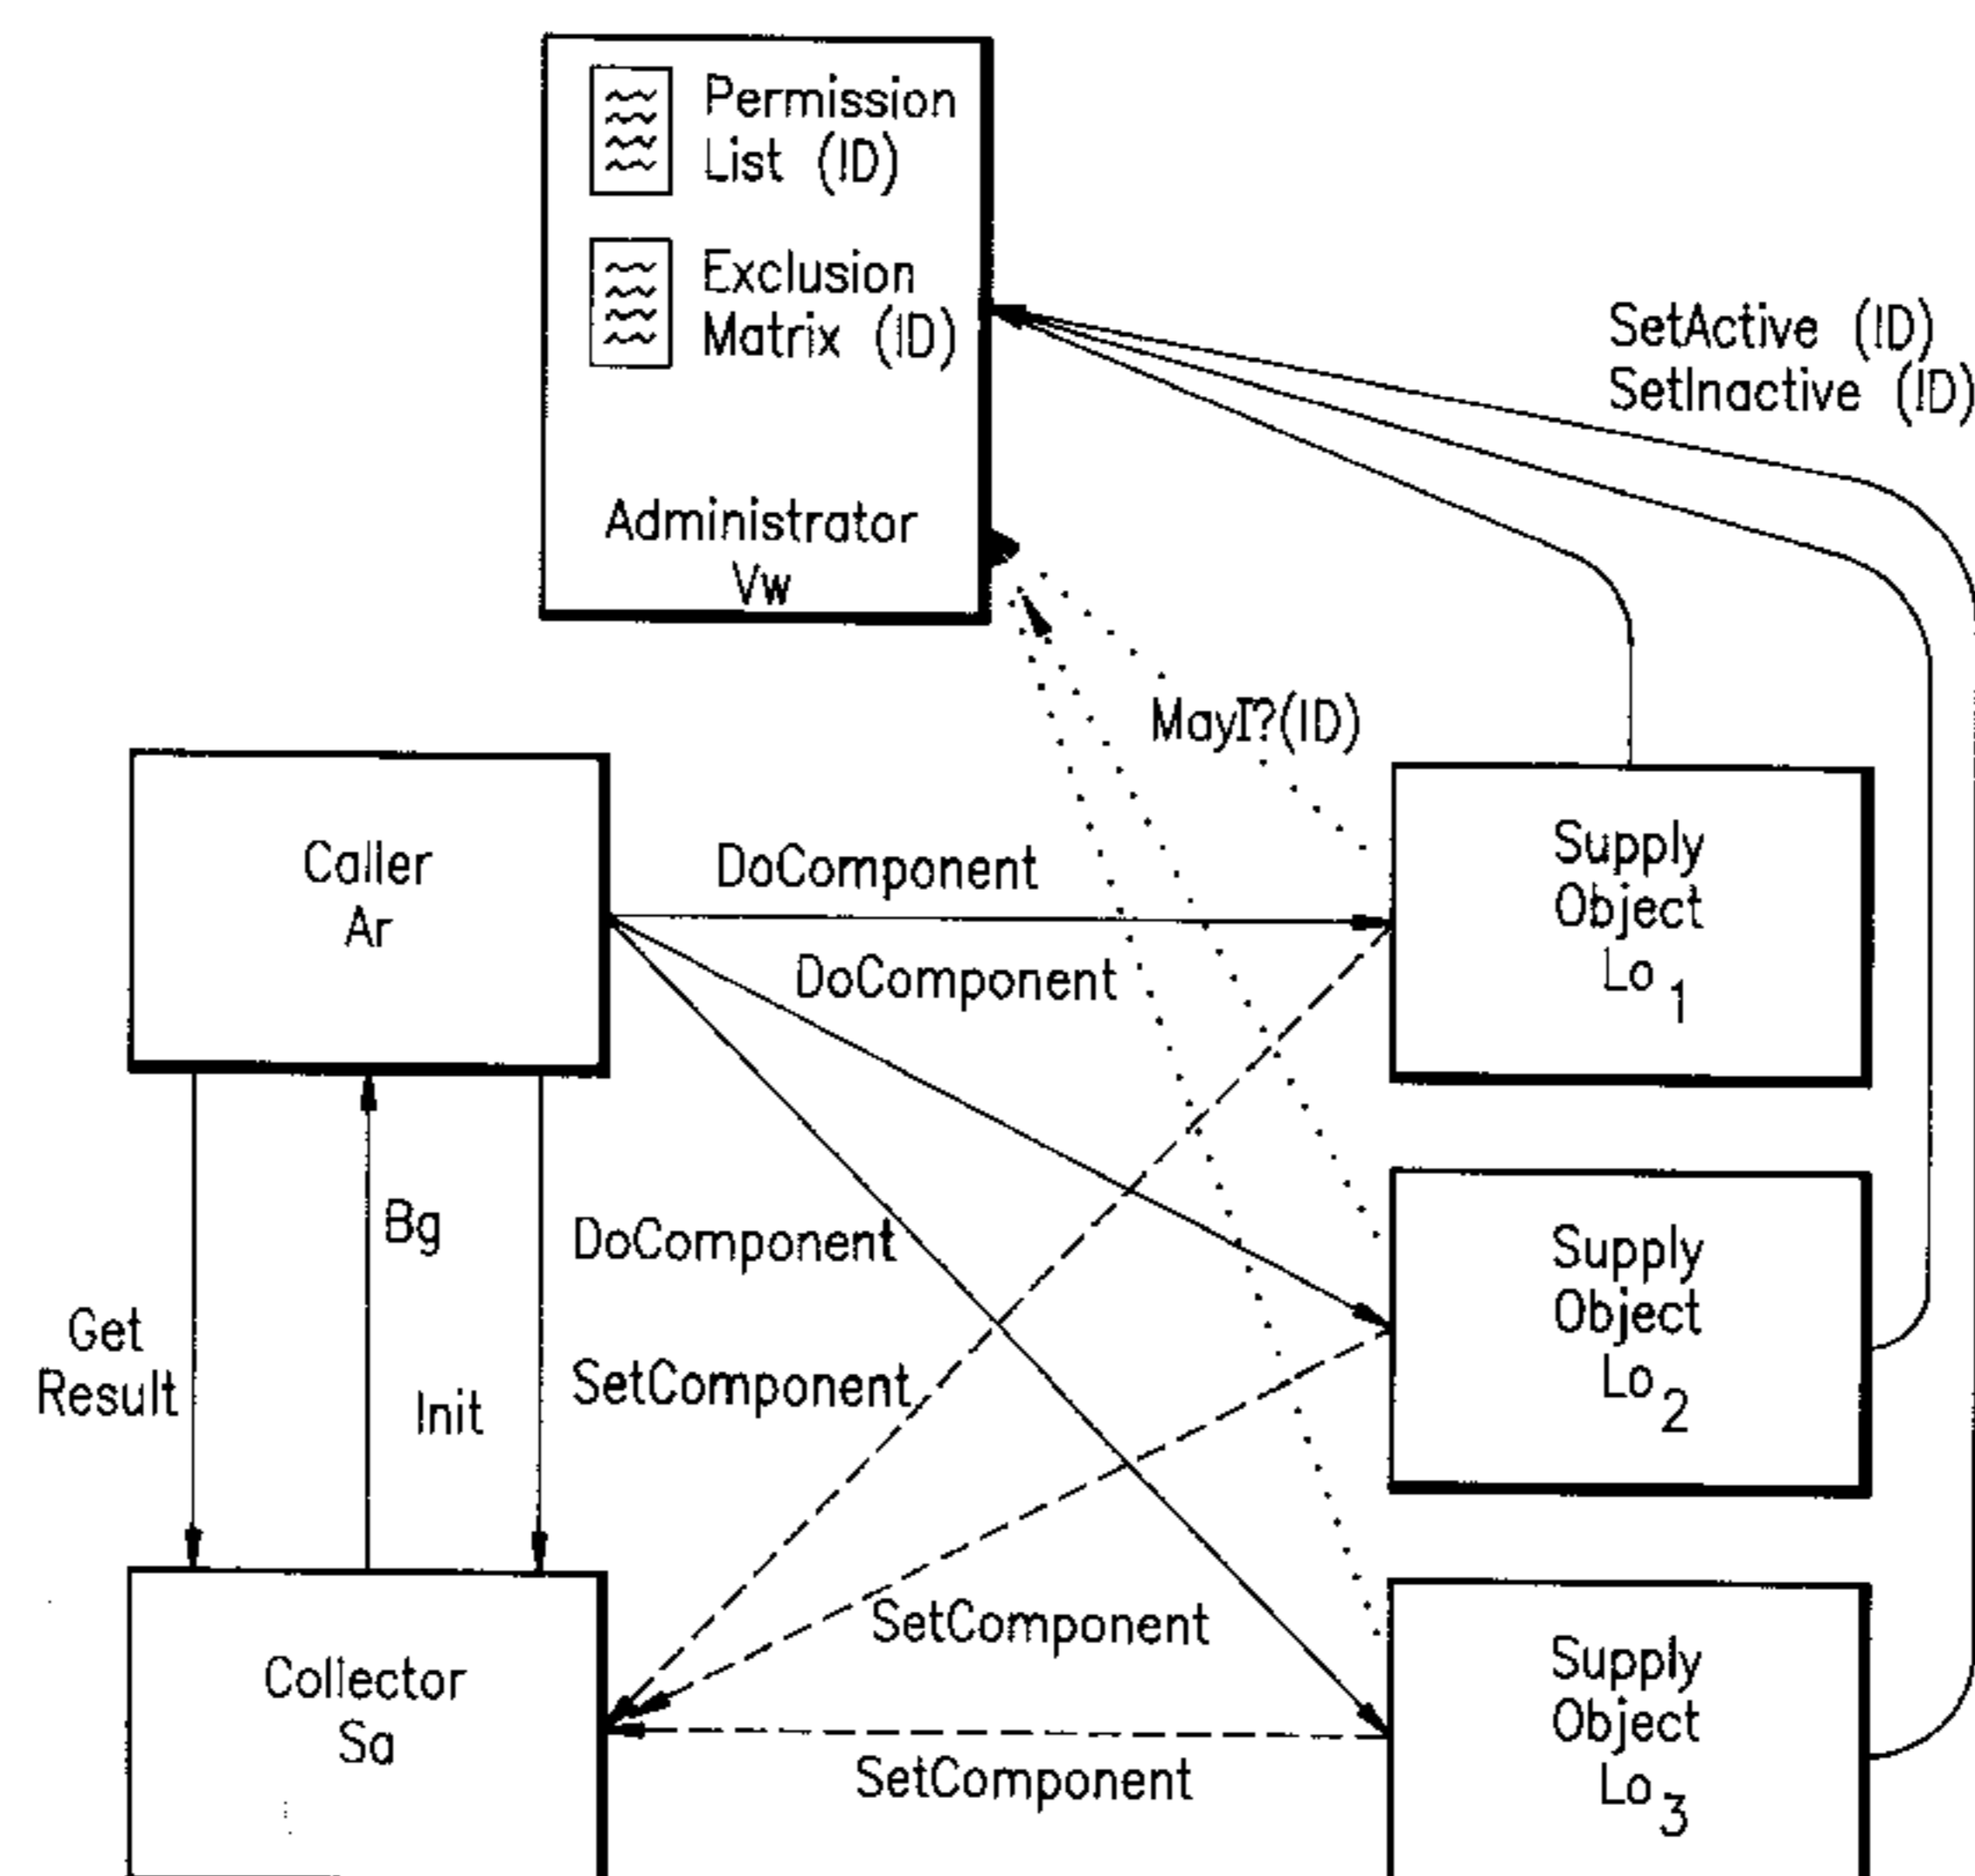 Permission
List (ID)
Exclusion
Matrix (ID)
Administrator
Vw
SetActive (ID)
SetInactive (ID)
MayI?(ID)
Caller
Ar
DoComponent
DoComponent
Supply
Object
Lo 1
Bg
DoComponent
Get
Result
Init
SetComponent
Supply
Object
Lo 2
SetComponent
Collector
Sa
SetComponent
Supply
Object
Lo 3